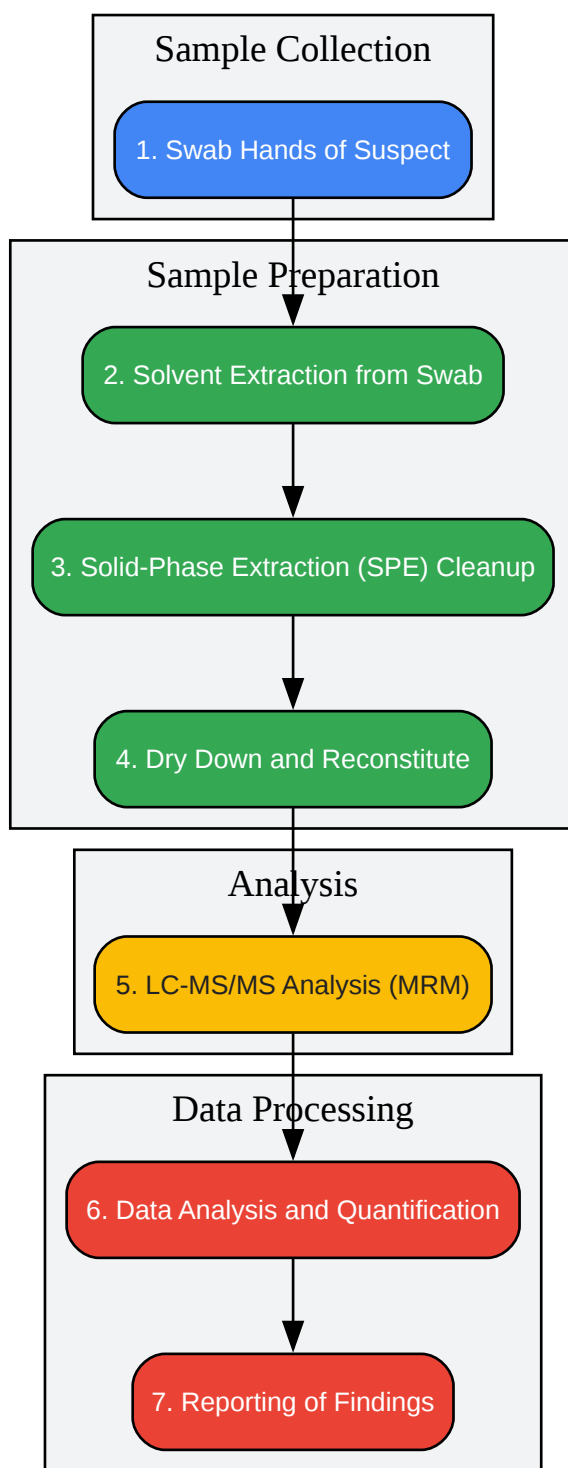 Sample Collection
1. Swab Hands of Suspect
Sample Preparation
2. Solvent Extraction from Swab
3. Solid-Phase Extraction (SPE) Cleanup
4. Dry Down and Reconstitute
Analysis
5. LC-MS/MS Analysis (MRM)
Data Processing
6. Data Analysis and Quantification
7. Reporting of Findings